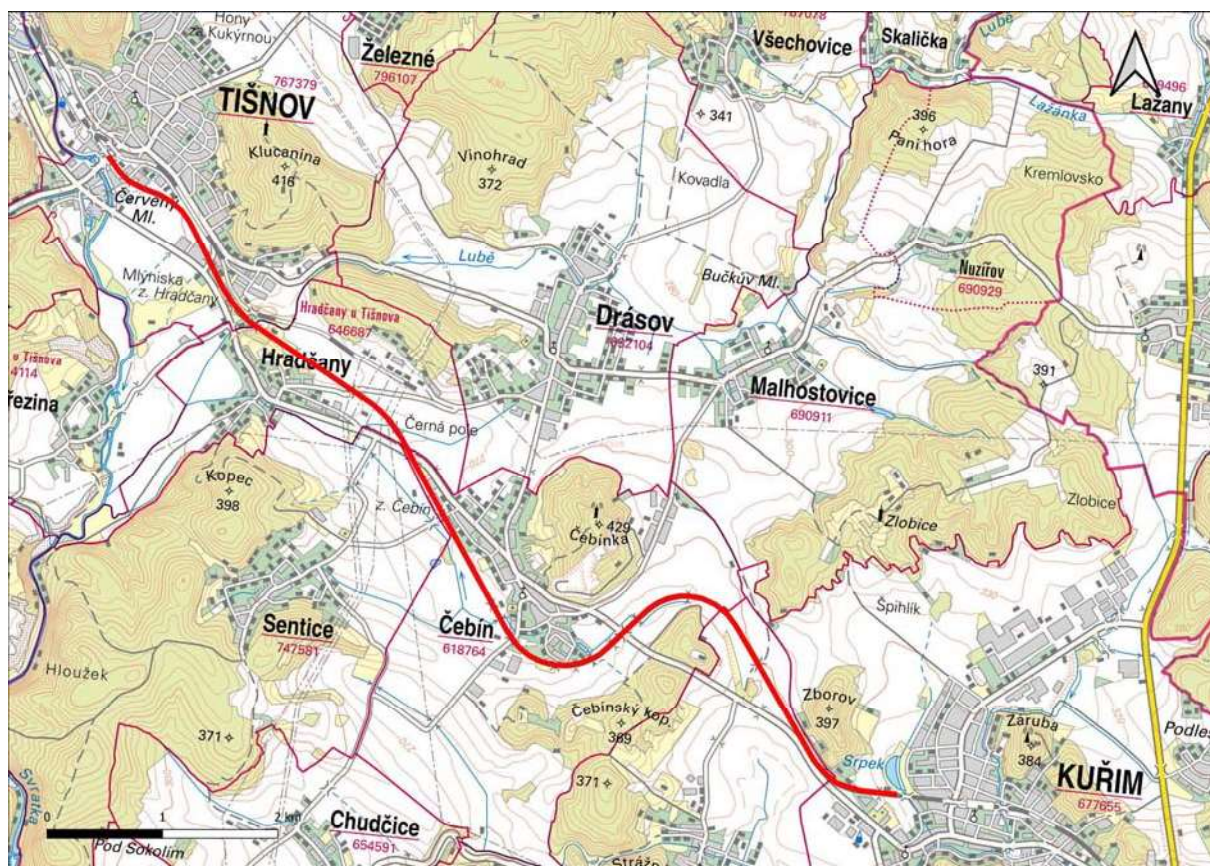 Hony
za Kukýrnou
Železné
796107
Všechovice
767078
Skalička
Lubě
767379
TIŠNOV
Lažánka
Lažany
341
396
Paní hora
Klucanina
416
Vinohrad
372
Kovadla
Kremlovsko
Červený
Ml.
Lubě
Bučkův Ml.
Nuzířov
690929
Mlýniska
z. Hradčany
Hradčany u Tišnova
646687
Drásov
u Tišnova
4114
Hradčany
391
Malhostovice
690911
Černá pole
Kopec
398
z. Čebín
429
Čebínka
Zlobice
Zlobice
Sentice
747581
Čebín
618764
Špihlík
Hloužek
Zborov
397
Čebínský kop.
369
Záruba
384
371
371
Srpek
KUŘIM
677655
Podles
Svratka
0 1 2 km
Pod Sokolím
Chudčice
654591